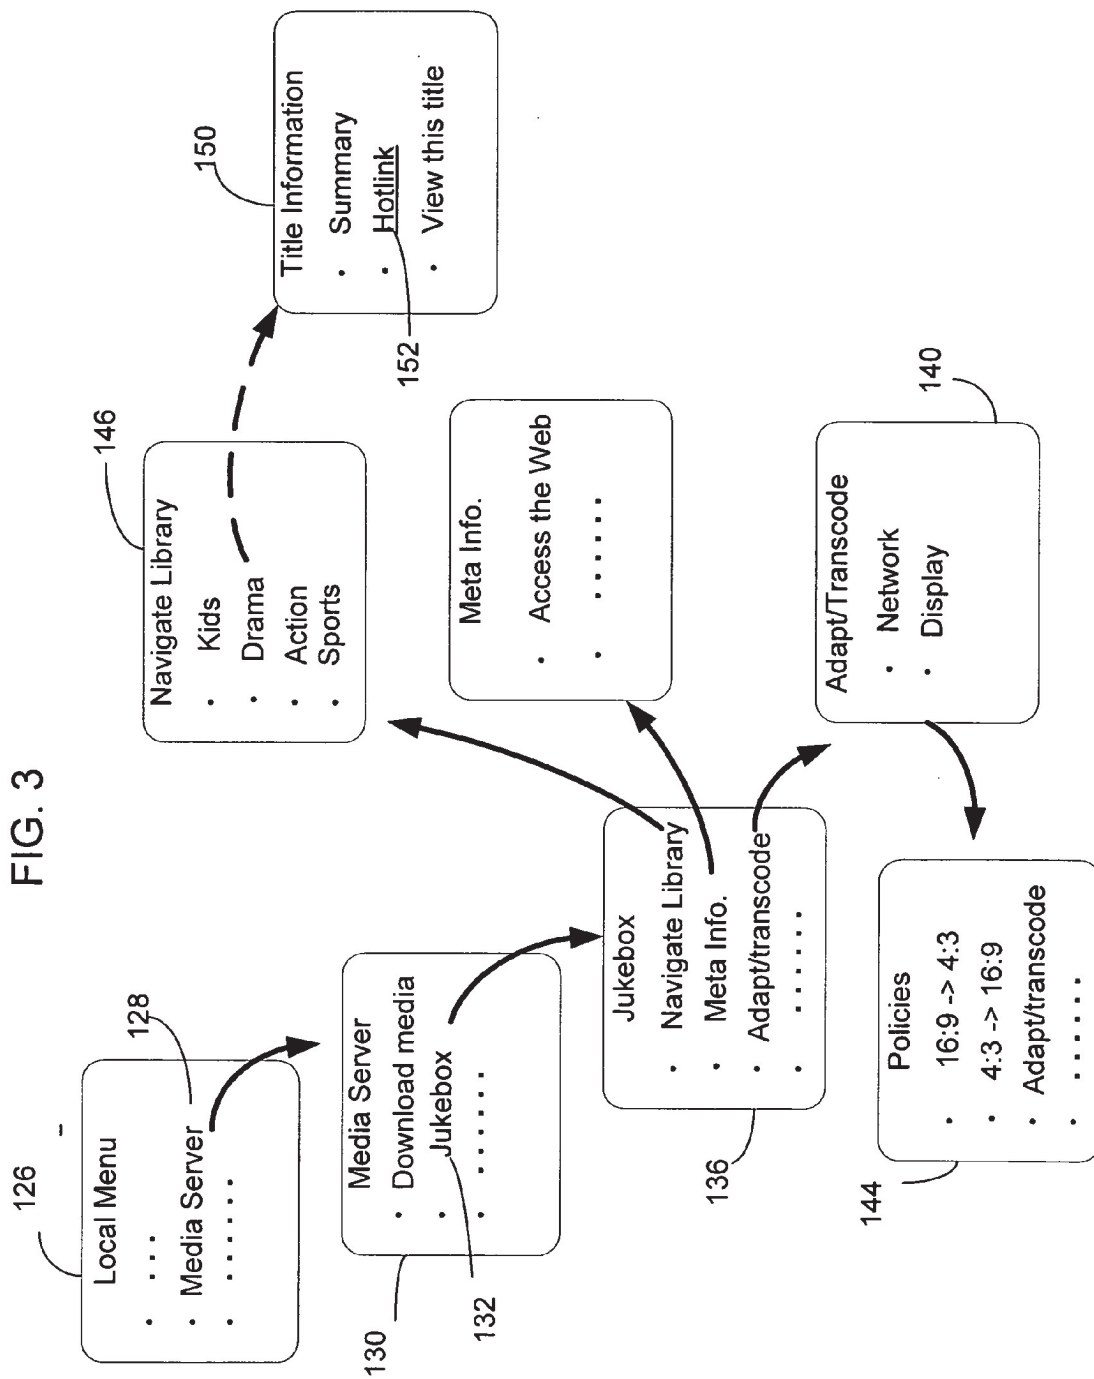 FIG. 3
126
Local Menu
• . . .
• Media Server
• . . . . . .
128
130
Media Server
• Download media
• Jukebox
• . . . . . .
132
136
Jukebox
• Navigate Library
• Meta Info.
• Adapt/transcode
• . . . . . .
146
Navigate Library
• Kids
• Drama
• Action
• Sports
150
Title Information
• Summary
• Hotlink
• View this title
152
Meta Info.
• Access the Web
• . . . . . .
140
Adapt/Transcode
• Network
• Display
144
Policies
• 16:9 -> 4:3
• 4:3 -> 16:9
• Adapt/transcode
• . . . . . .